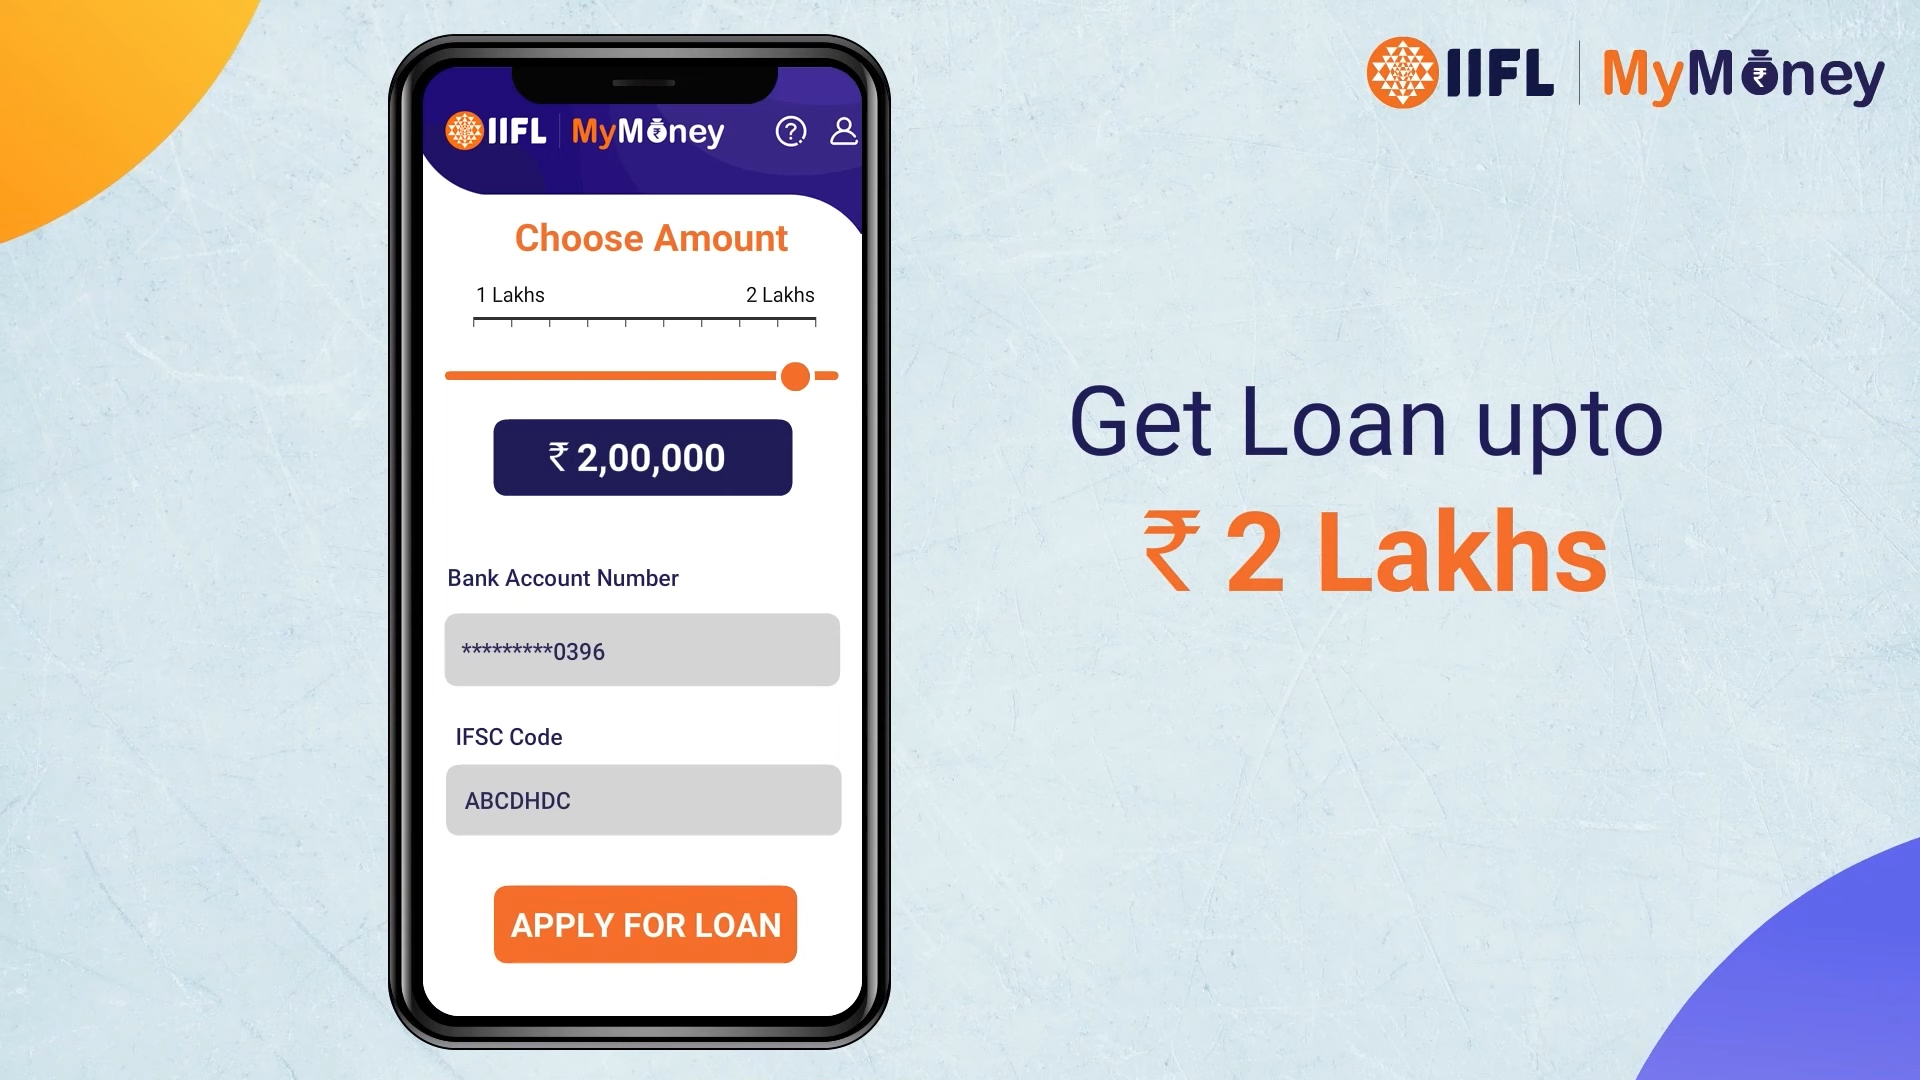 IIFL MyMoney
IIFL MyMoney
Choose Amount
1 Lakhs 2 Lakhs
₹ 2,00,000
Bank Account Number
*********0396
IFSC Code
ABCDHDC
APPLY FOR LOAN
Get Loan upto
₹ 2 Lakhs